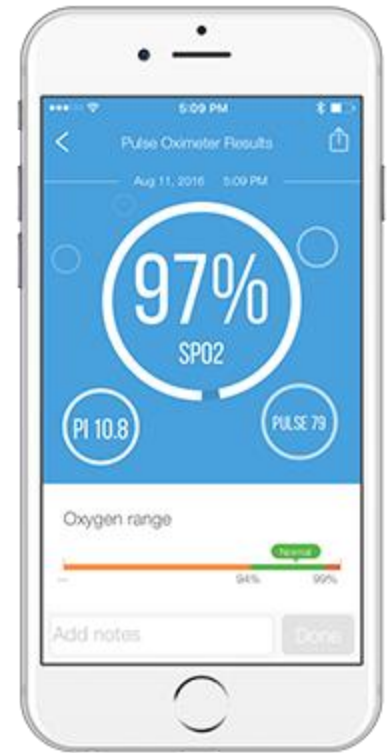 5:09 PM
Pulse Oximeter Results
Aug 11, 2016 5:09 PM
97%
SPO2
PI 10.8
PULSE 79
Oxygen range
Normal
--
94%
99%
Add notes
Done